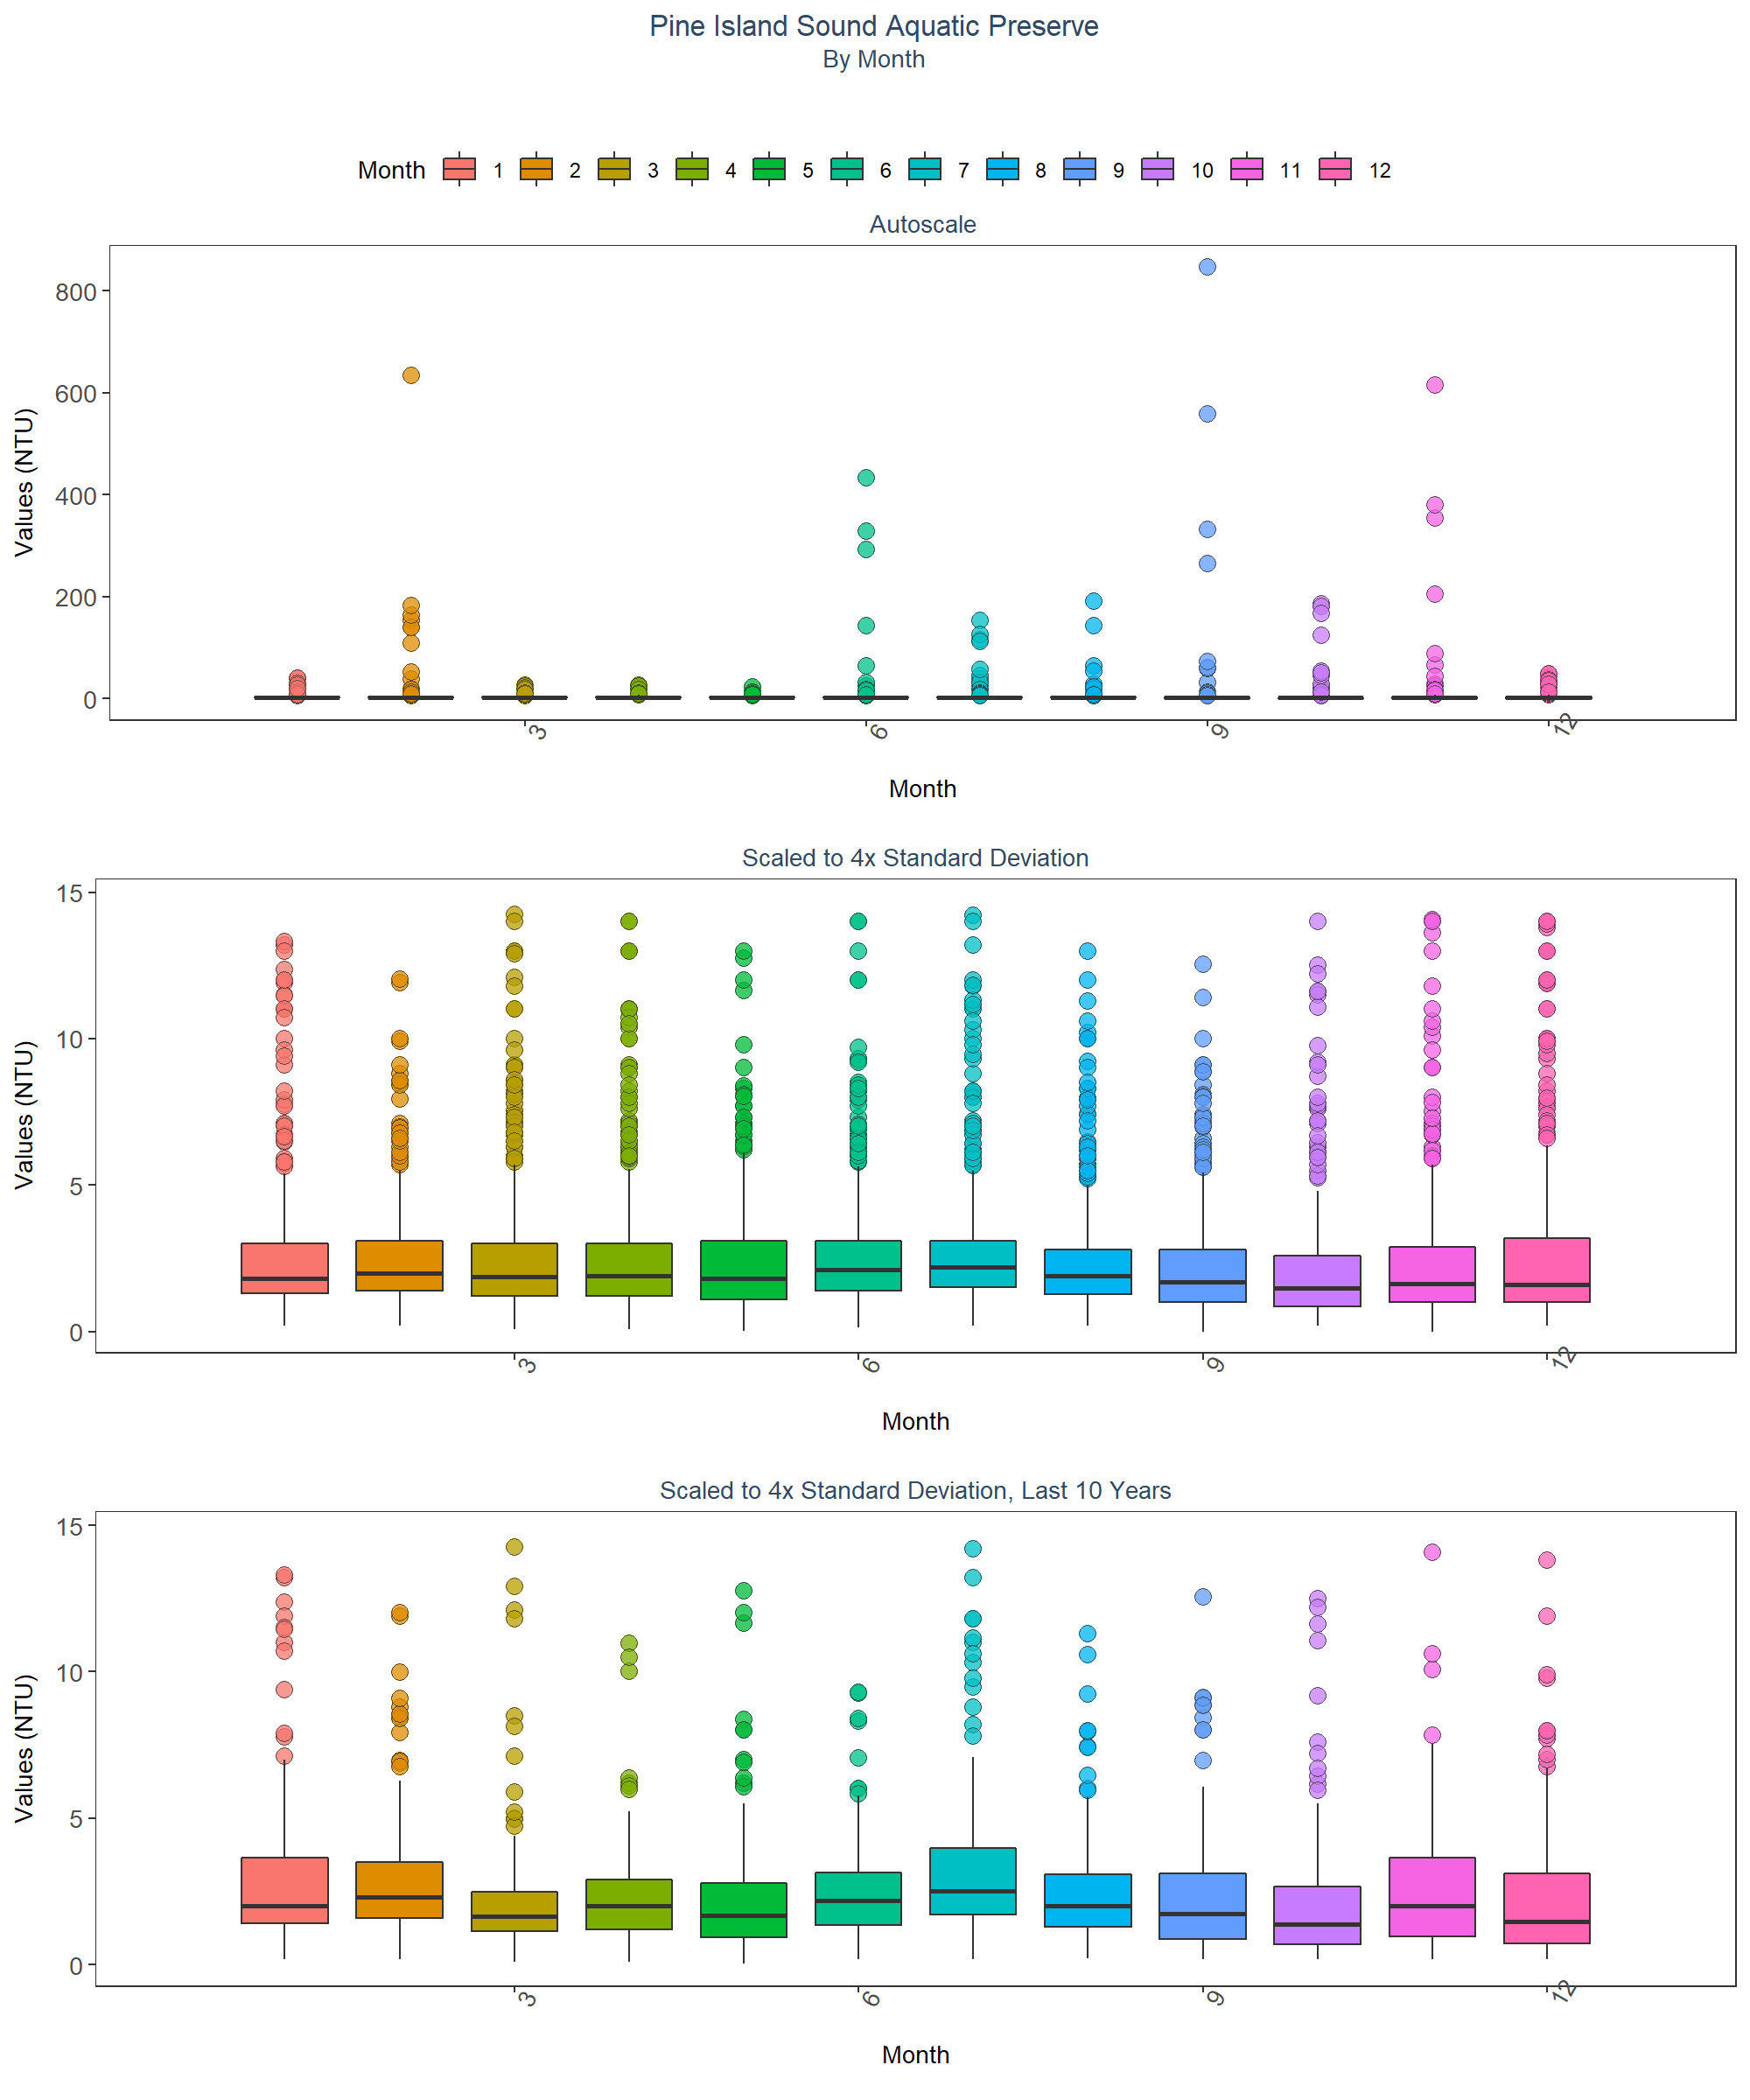 Pine Island Sound Aquatic Preserve
By Month
Month 1 2 3 4 5 6 7 8 9 10 11 12
Autoscale
Values (NTU)
800
600
400
200
0
3 6 9 12
Month
Scaled to 4x Standard Deviation
Values (NTU)
15
10
5
0
3 6 9 12
Month
Scaled to 4x Standard Deviation, Last 10 Years
Values (NTU)
15
10
5
0
3 6 9 12
Month